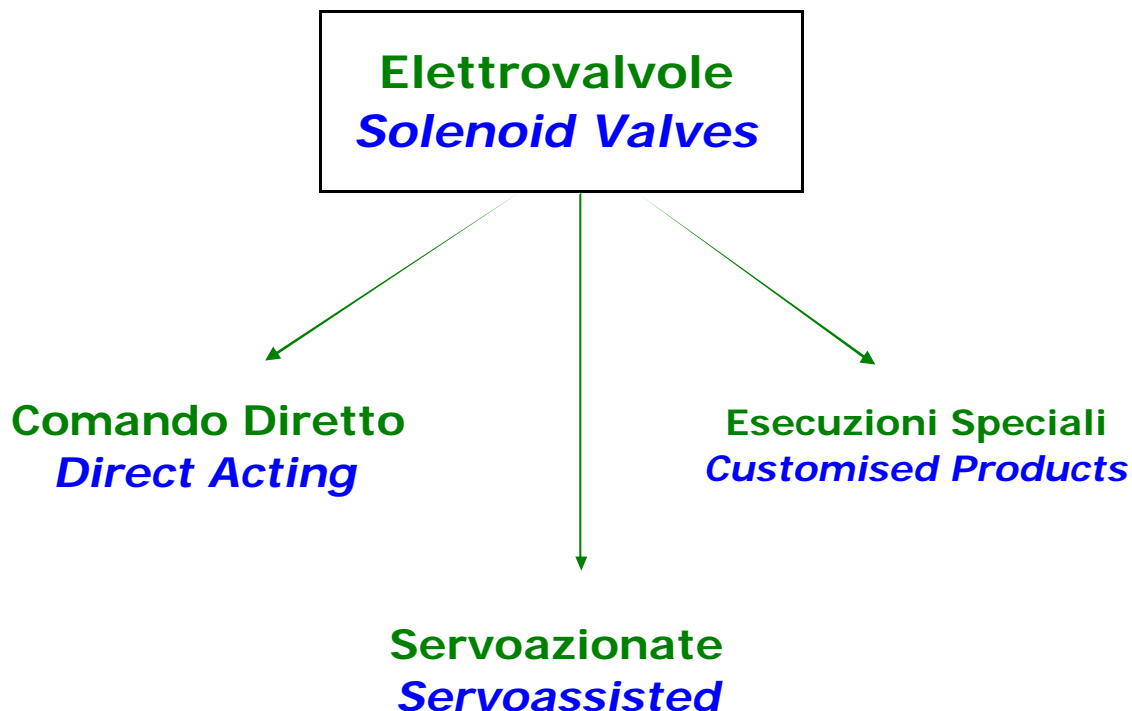 Elettrovalvole
Solenoid Valves
Comando Diretto
Direct Acting
Esecuzioni Speciali
Customised Products
Servoazionate
Servoassisted